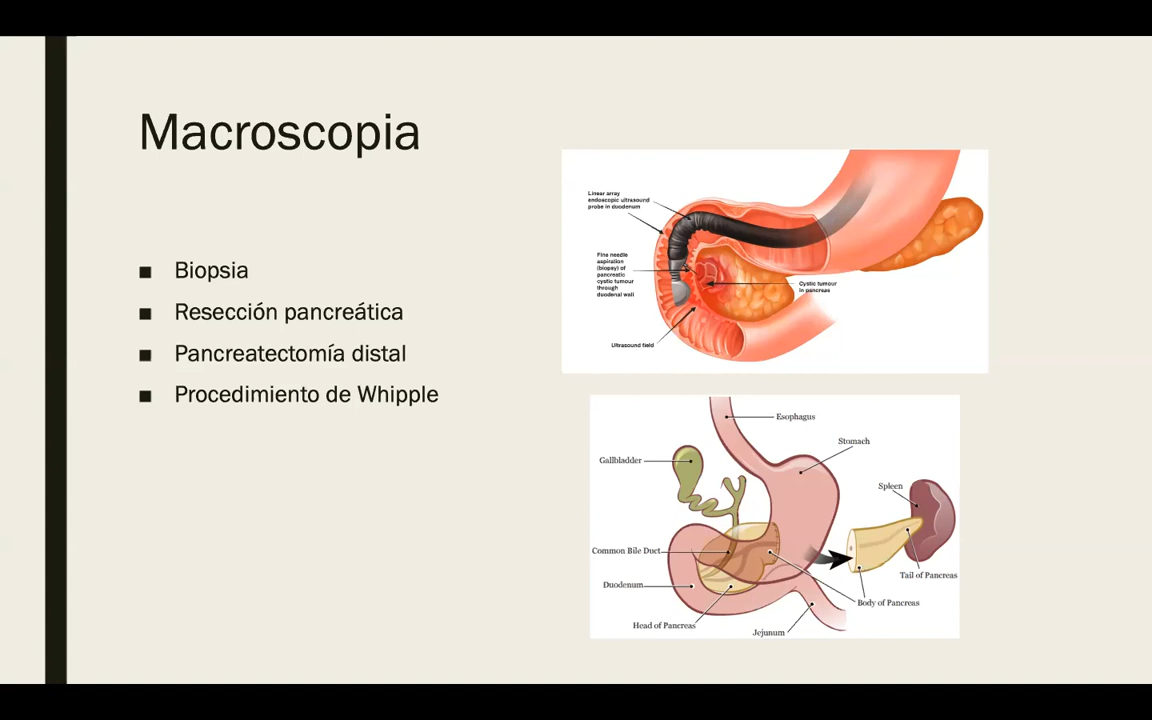 Macroscopia
■ Biopsia
■ Resección pancreática
■ Pancreatectomía distal
■ Procedimiento de Whipple
Linear array
endoscopic ultrasound
probe in duodenum
Fine needle
aspiration
(biopsy) of
pancreatic
cystic tumour
through
duodenal wall
Cystic tumour
in pancreas
Ultrasound field
Esophagus
Stomach
Gallbladder
Spleen
Common Bile Duct
Tail of Pancreas
Duodenum
Body of Pancreas
Head of Pancreas
Jejunum